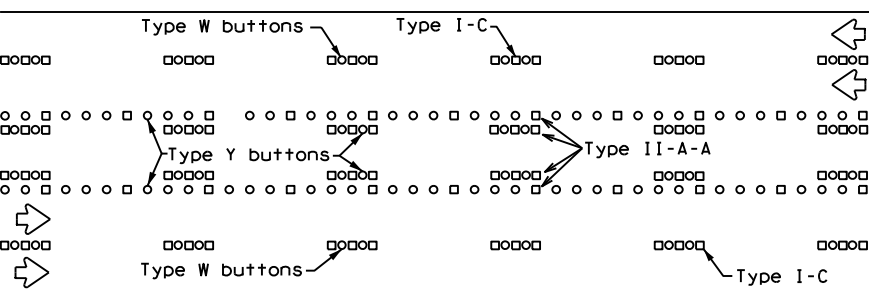 Type W buttons
Type I-C
Type Y buttons
Type II-A-A
Type W buttons
Type I-C